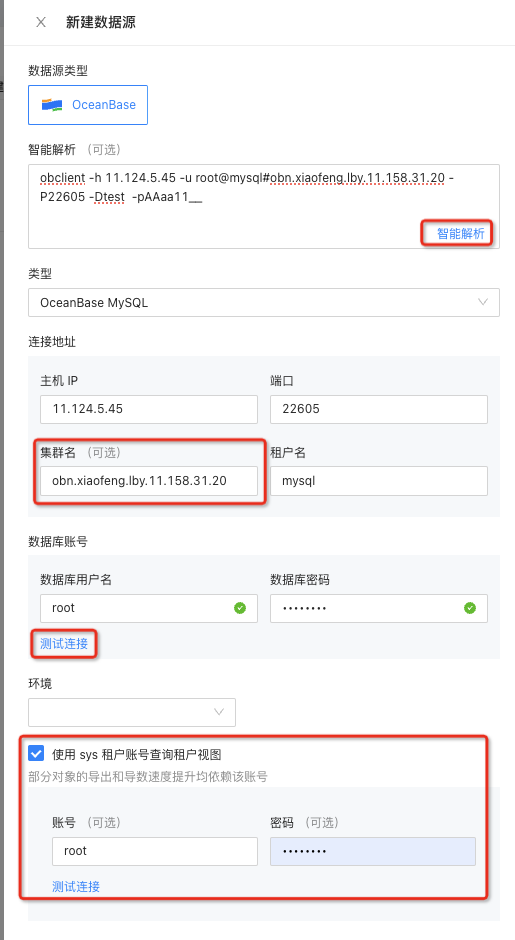 新建数据源
数据源类型
OceanBase
智能解析 （可选）
obclient -h 11.124.5.45 -u root@mysql#obn.xiaofeng.lby.11.158.31.20 -
P22605 -Dtest -pAAaa11__
智能解析
类型
OceanBase MySQL
连接地址
主机 IP 端口
11.124.5.45 22605
集群名 （可选） 租户名
obn.xiaofeng.lby.11.158.31.20 mysql
数据库账号
数据库用户名 数据库密码
root ••••••••
测试连接
环境
使用 sys 租户账号查询租户视图
部分对象的导出和导数速度提升均依赖该账号
账号 （可选） 密码 （可选）
root ••••••••
测试连接